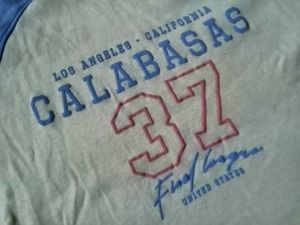 LOS ANGELES - CALIFORNIA
CALABASAS
37
UNITED STATES